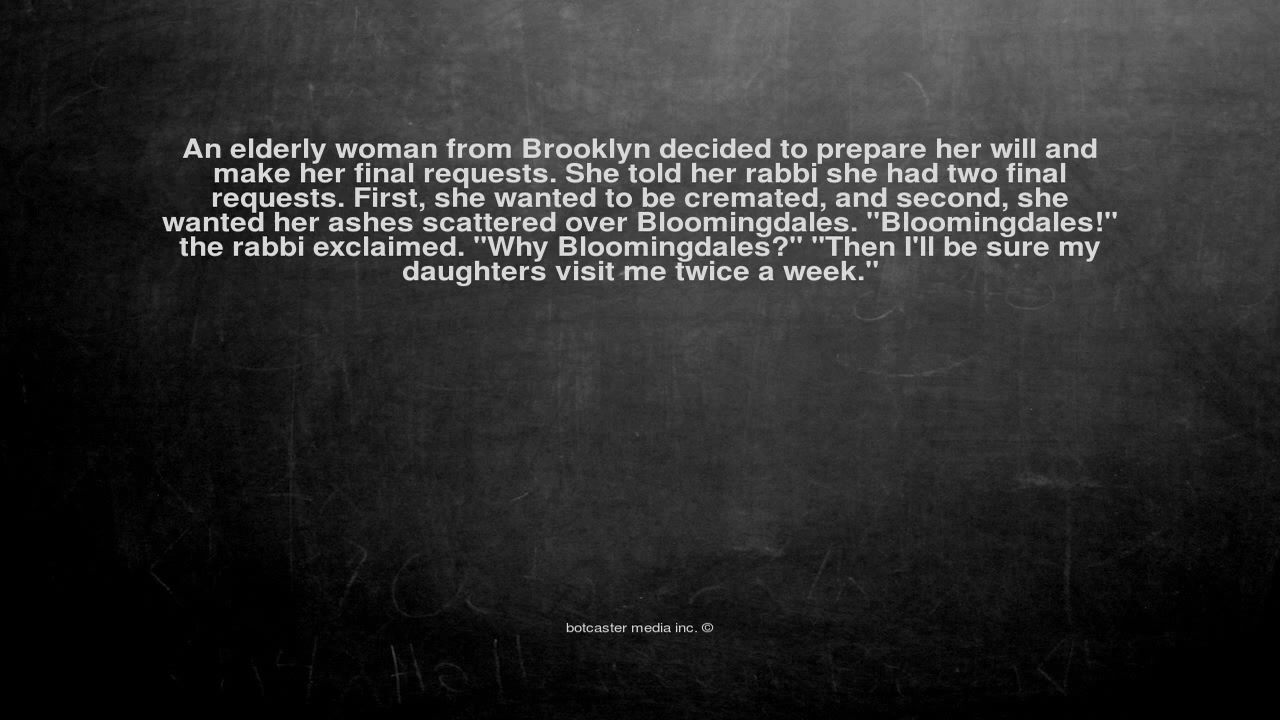 An elderly woman from Brooklyn decided to prepare her will and
make her final requests. She told her rabbi she had two final
requests. First, she wanted to be cremated, and second, she
wanted her ashes scattered over Bloomingdales. "Bloomingdales!"
the rabbi exclaimed. "Why Bloomingdales?" "Then I'll be sure my
daughters visit me twice a week."
botcaster media inc. ©